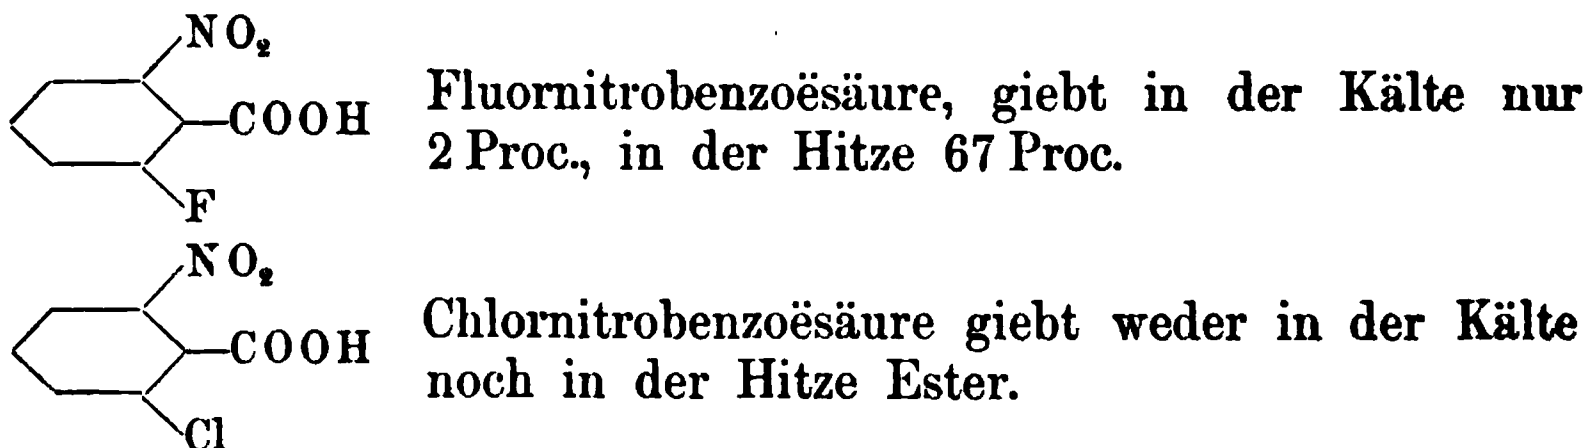 NO₂
Fluornitrobenzoësäure, giebt in der Kälte nur
COOH
2 Proc., in der Hitze 67 Proc.
F
NO₂
Chlornitrobenzoësäure giebt weder in der Kälte
COOH
noch in der Hitze Ester.
Cl